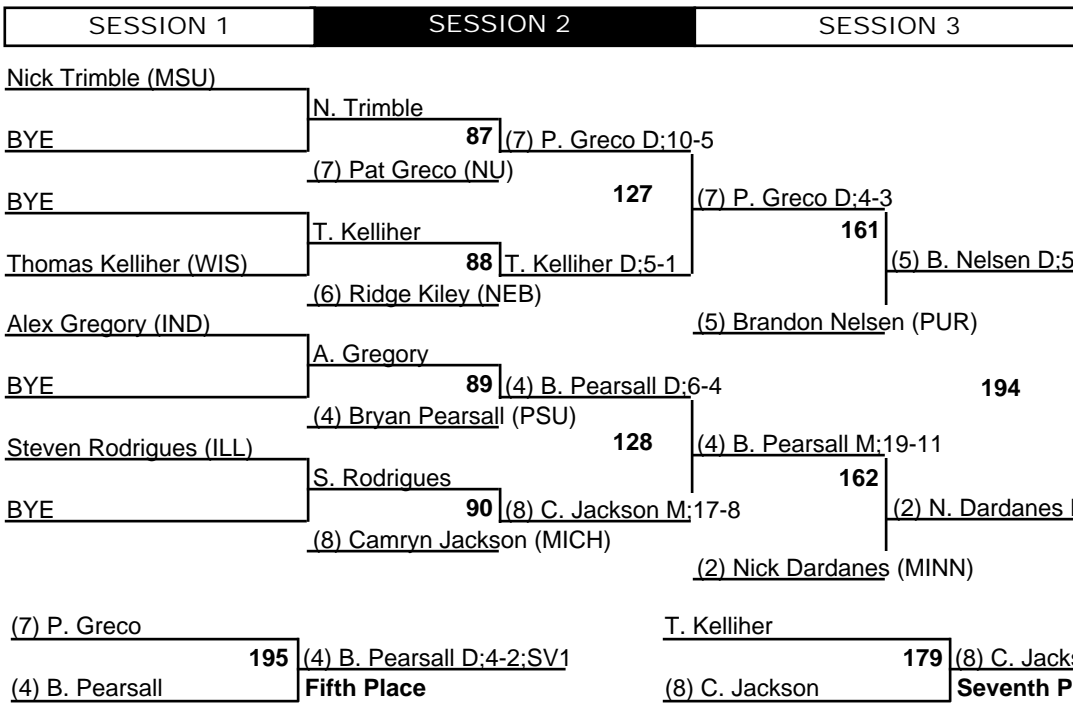 SESSION 1
SESSION 2
SESSION 3
Nick Trimble (MSU)
N. Trimble
BYE
87
(7) P. Greco D;10-5
(7) Pat Greco (NU)
127
BYE
(7) P. Greco D;4-3
T. Kelliher
161
Thomas Kelliher (WIS)
88
T. Kelliher D;5-1
(5) B. Nelsen D;5
(6) Ridge Kiley (NEB)
Alex Gregory (IND)
(5) Brandon Nelsen (PUR)
A. Gregory
BYE
89
(4) B. Pearsall D;6-4
194
(4) Bryan Pearsall (PSU)
128
Steven Rodrigues (ILL)
(4) B. Pearsall M;19-11
S. Rodrigues
162
BYE
90
(8) C. Jackson M;17-8
(2) N. Dardanes
(8) Camryn Jackson (MICH)
(2) Nick Dardanes (MINN)
(7) P. Greco
T. Kelliher
195
(4) B. Pearsall D;4-2;SV1
179
(8) C. Jacks
(4) B. Pearsall
Fifth Place
(8) C. Jackson
Seventh P